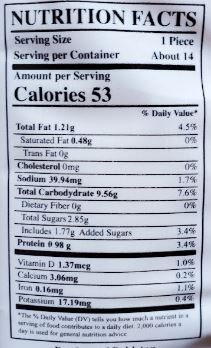 NUTRITION FACTS
Serving Size 1 Piece
Serving per Container About 14
Amount per Serving
Calories 53
% Daily Value*
Total Fat 1.21g 4.5%
Saturated Fat 0.48g 0%
Trans Fat 0g
Cholesterol 0mg 0%
Sodium 39.94mg 1.7%
Total Carbodydrate 9.56g 7.6%
Dietary Fiber 0g 0%
Total Sugars 2.85g
Includes 1.77g Added Sugars 3.4%
Protein 0 98 g 3.4%
Vitamin D 1.37mcg 1.0%
Calcium 3.06mg 0.2%
Iron 0.16mg 1.1%
Potassium 17.19mg 0.4%
*The % Daily Value (DV) tells you how much a nutrient in a
serving of food contributes to a daily diet. 2,000 calories a
day is used for general nutrition advice.